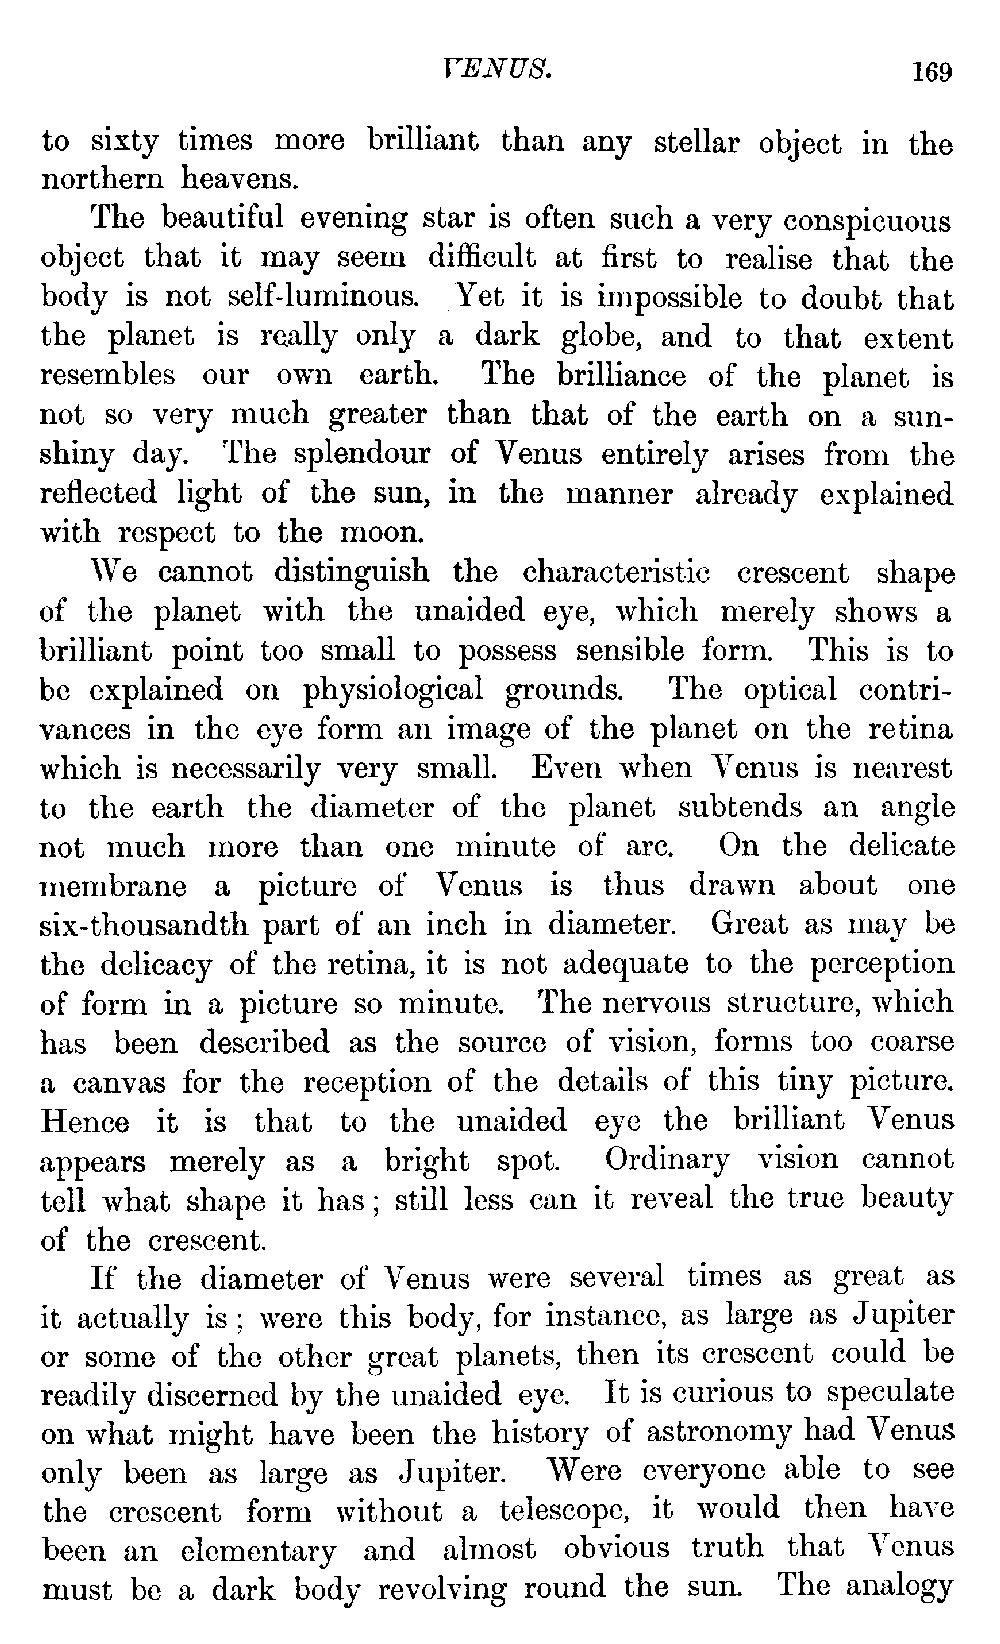 VENUS. 169
to sixty times more brilliant than any stellar object in the
northern heavens.
The beautiful evening star is often such a very conspicuous
object that it may seem difficult at first to realise that the
body is not self-luminous. Yet it is impossible to doubt that
the planet is really only a dark globe, and to that extent
resembles our own earth. The brilliance of the planet is
not so very much greater than that of the earth on a sun-
shiny day. The splendour of Venus entirely arises from the
reflected light of the sun, in the manner already explained
with respect to the moon.
We cannot distinguish the characteristic crescent shape
of the planet with the unaided eye, which merely shows a
brilliant point too small to possess sensible form. This is to
be explained on physiological grounds. The optical contri-
vances in the eye form an image of the planet on the retina
which is necessarily very small. Even when Venus is nearest
to the earth the diameter of the planet subtends an angle
not much more than one minute of arc. On the delicate
membrane a picture of Venus is thus drawn about one
six-thousandth part of an inch in diameter. Great as may be
the delicacy of the retina, it is not adequate to the perception
of form in a picture so minute. The nervous structure, which
has been described as the source of vision, forms too coarse
a canvas for the reception of the details of this tiny picture.
Hence it is that to the unaided eye the brilliant Venus
appears merely as a bright spot. Ordinary vision cannot
tell what shape it has; still less can it reveal the true beauty
of the crescent.
If the diameter of Venus were several times as great as
it actually is; were this body, for instance, as large as Jupiter
or some of the other great planets, then its crescent could be
readily discerned by the unaided eye. It is curious to speculate
on what might have been the history of astronomy had Venus
only been as large as Jupiter. Were everyone able to see
the crescent form without a telescope, it would then have
been an elementary and almost obvious truth that Venus
must be a dark body revolving round the sun. The analogy